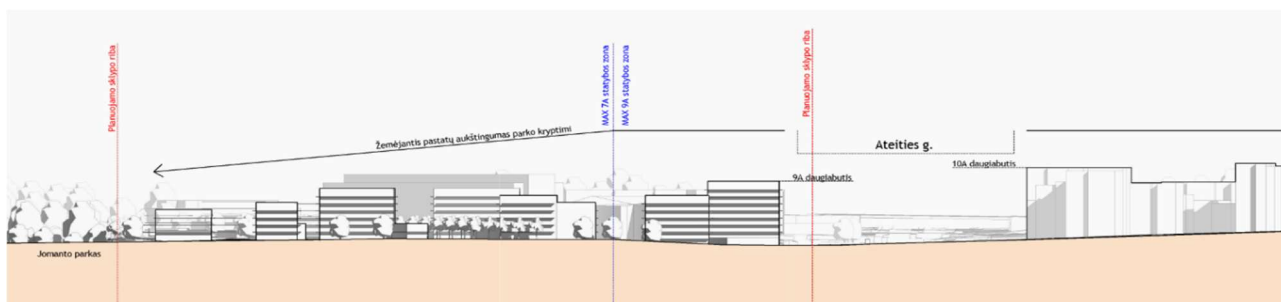 Planuojamo sklypo riba
Žemėjantis pastatų aukštingumas parko kryptimi
MAX 7A statybos zona
MAX 9A statybos zona
Planuojamo sklypo riba
Ateities g.
10A daugiabutis
9A daugiabutis
Jomanto parkas